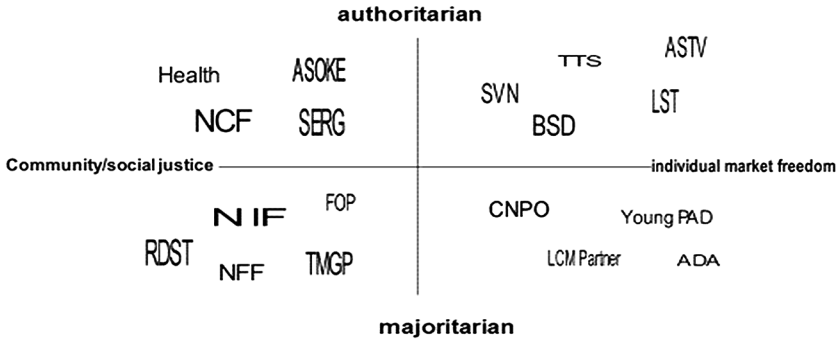 authoritarian
Health ASOKE TTS ASTV
NCF SERG SVN BSD LST
Community/social justice individual market freedom
NIF FOP CNPO Young PAD
RDST NFF TMGP LCM Partner ADA
majoritarian